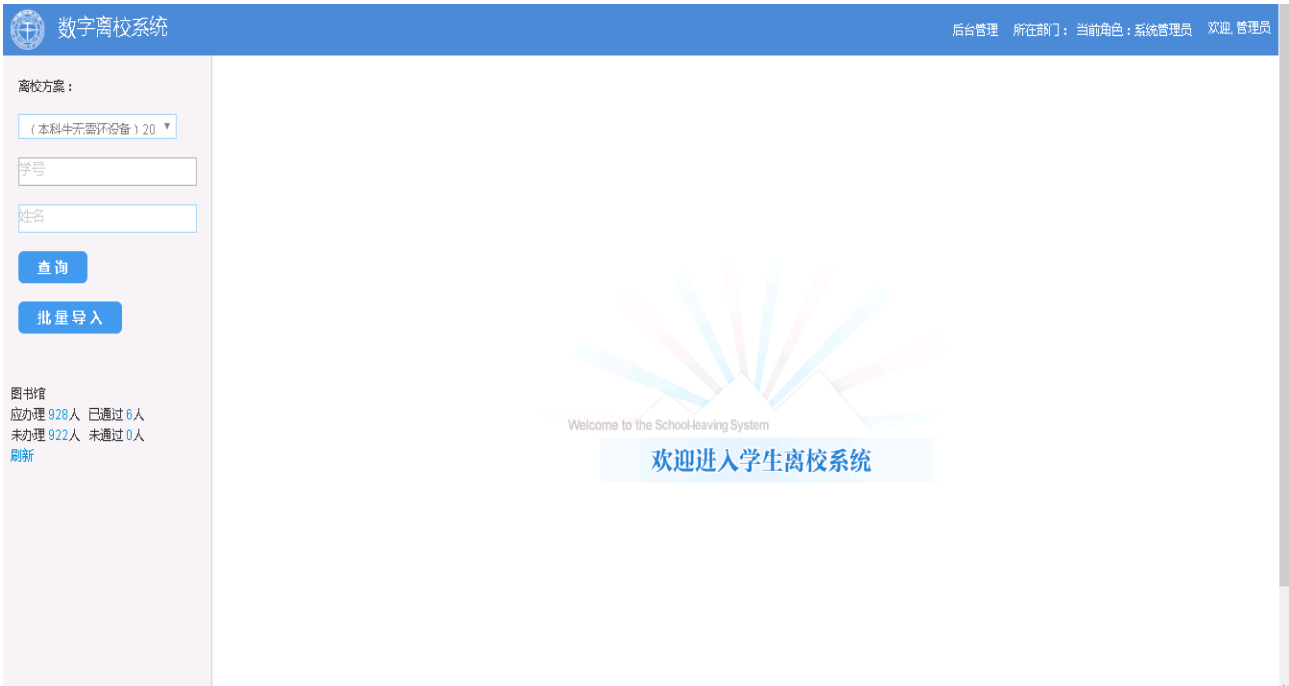 数字离校系统
后台管理 所在部门： 当前角色：系统管理员 欢迎, 管理员
离校方案：
（本科生无需还设备）20
学号
姓名
查询
批量导入
图书馆
应办理 928人 已通过 6人
未办理 922人 未通过 0人
刷新
Welcome to the School-leaving System
欢迎进入学生离校系统